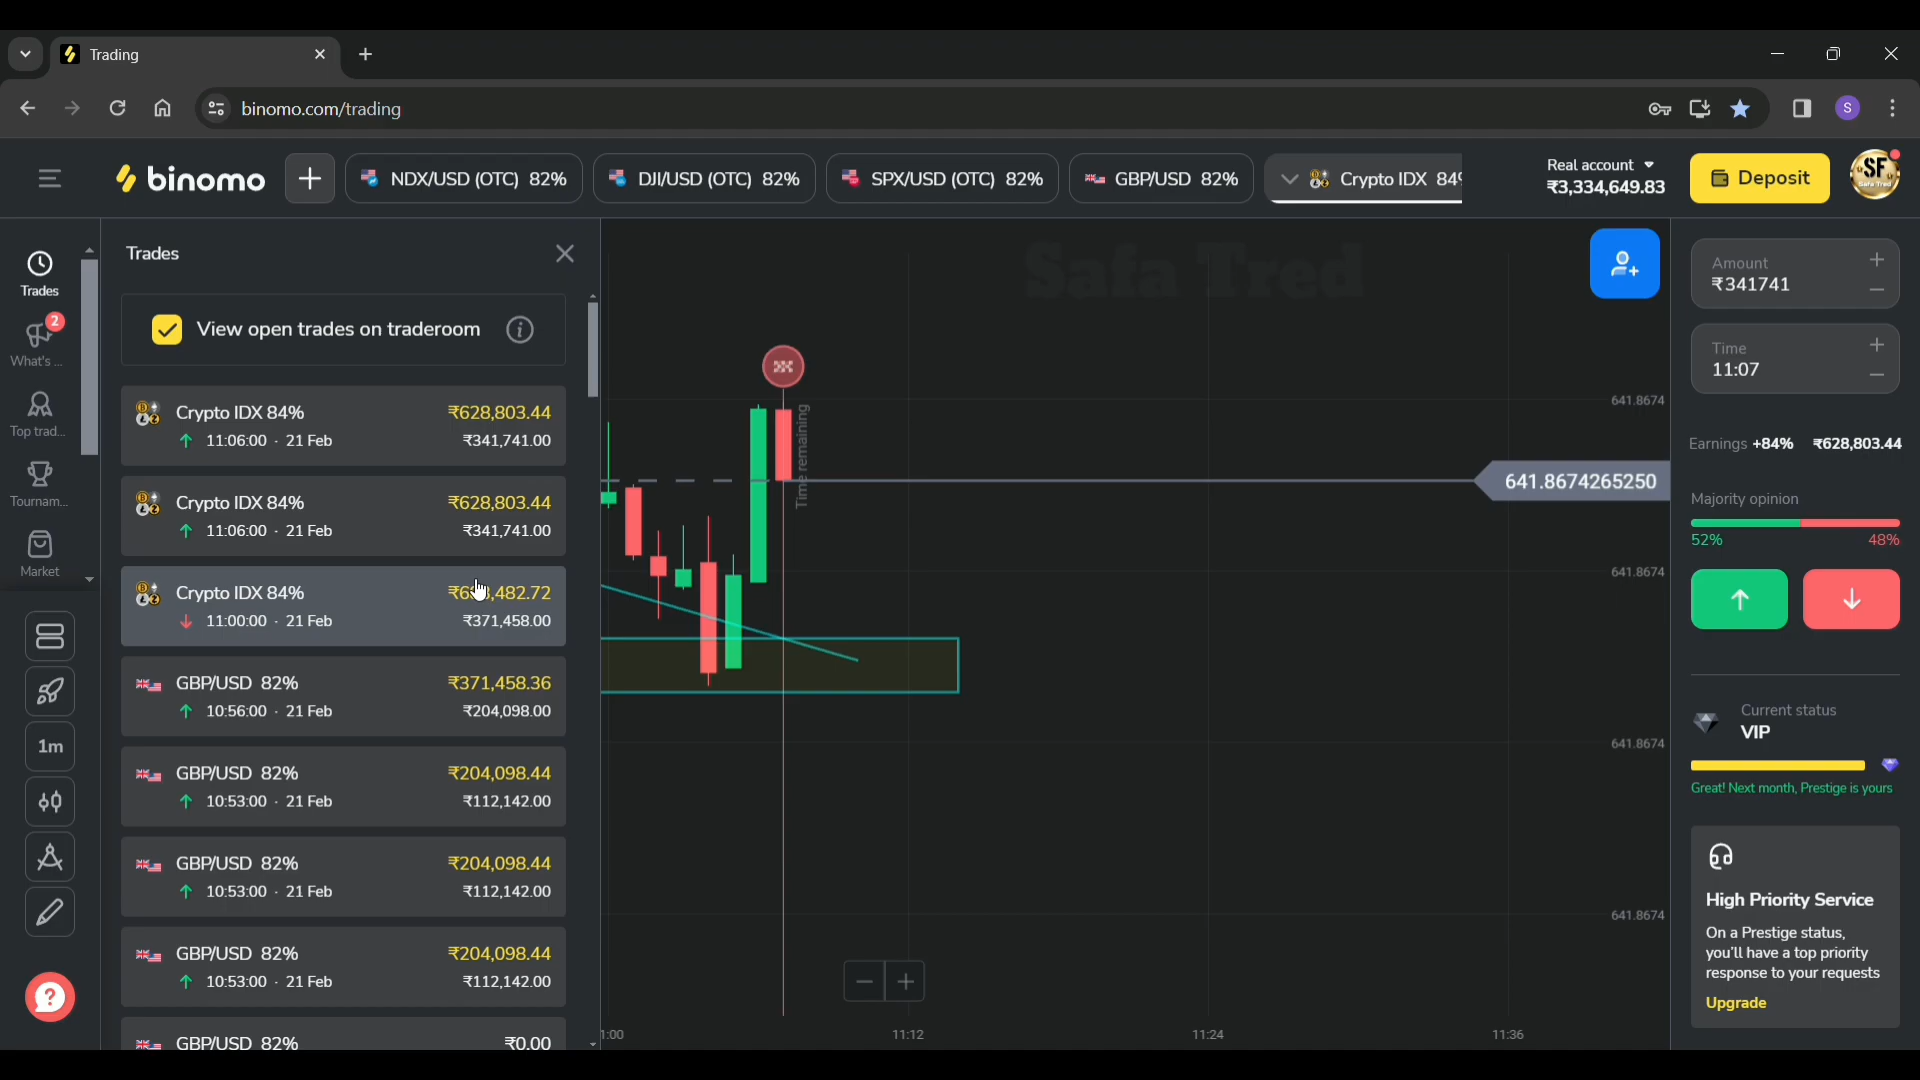 Trading
binomo.com/trading
S
binomo
NDX/USD (OTC) 82%
DJI/USD (OTC) 82%
SPX/USD (OTC) 82%
GBP/USD 82%
Crypto IDX 84%
Real account
₹3,334,649.83
Deposit
SF
Safa Tred
Trades
2
What's ...
Top trad...
Tournam...
Market
1m
Trades
View open trades on traderoom
Crypto IDX 84% ₹628,803.44
11:06:00 · 21 Feb ₹341,741.00
Crypto IDX 84% ₹628,803.44
11:06:00 · 21 Feb ₹341,741.00
Crypto IDX 84%
11:00:00 · 21 Feb ₹371,458.00
GBP/USD 82% ₹371,458.36
10:56:00 · 21 Feb ₹204,098.00
GBP/USD 82% ₹204,098.44
10:53:00 · 21 Feb ₹112,142.00
GBP/USD 82% ₹204,098.44
10:53:00 · 21 Feb ₹112,142.00
GBP/USD 82% ₹204,098.44
10:53:00 · 21 Feb ₹112,142.00
GBP/USD 82% ₹0.00
Safa Tred
Time remaining
641.8674
641.8674265250
641.8674
641.8674
641.8674
1:00
11:12
11:24
11:36
Amount
₹341741
Time
11:07
Earnings +84% ₹628,803.44
Majority opinion
52% 48%
Current status
VIP
Great! Next month, Prestige is yours
High Priority Service
On a Prestige status,
you'll have a top priority
response to your requests
Upgrade